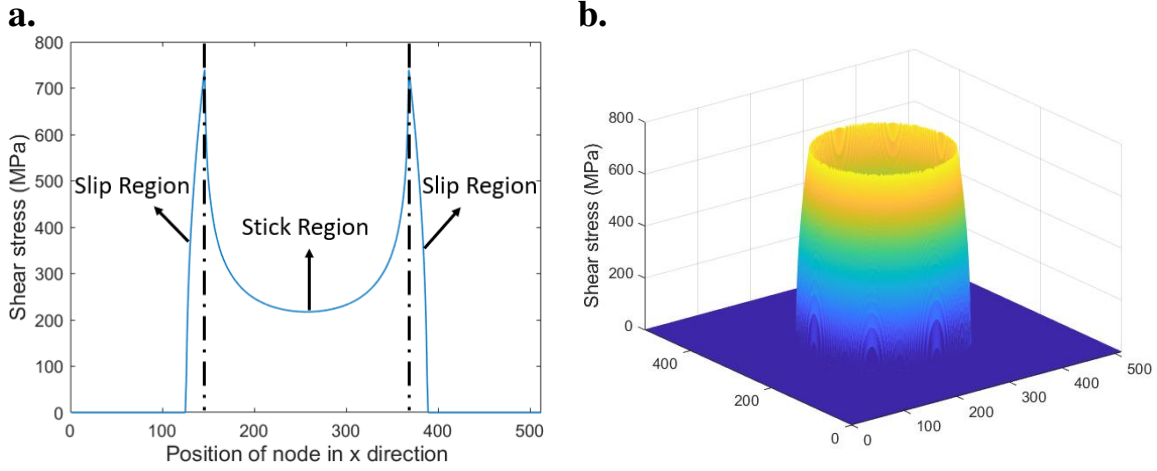 a.
800
700
600
500
400
300
200
100
0
Shear stress (MPa)
Slip Region
Stick Region
Slip Region
0 100 200 300 400 500
Position of node in x direction
b.
800
600
400
200
0
Shear stress (MPa)
400
200
0
0
100
200
300
400
500